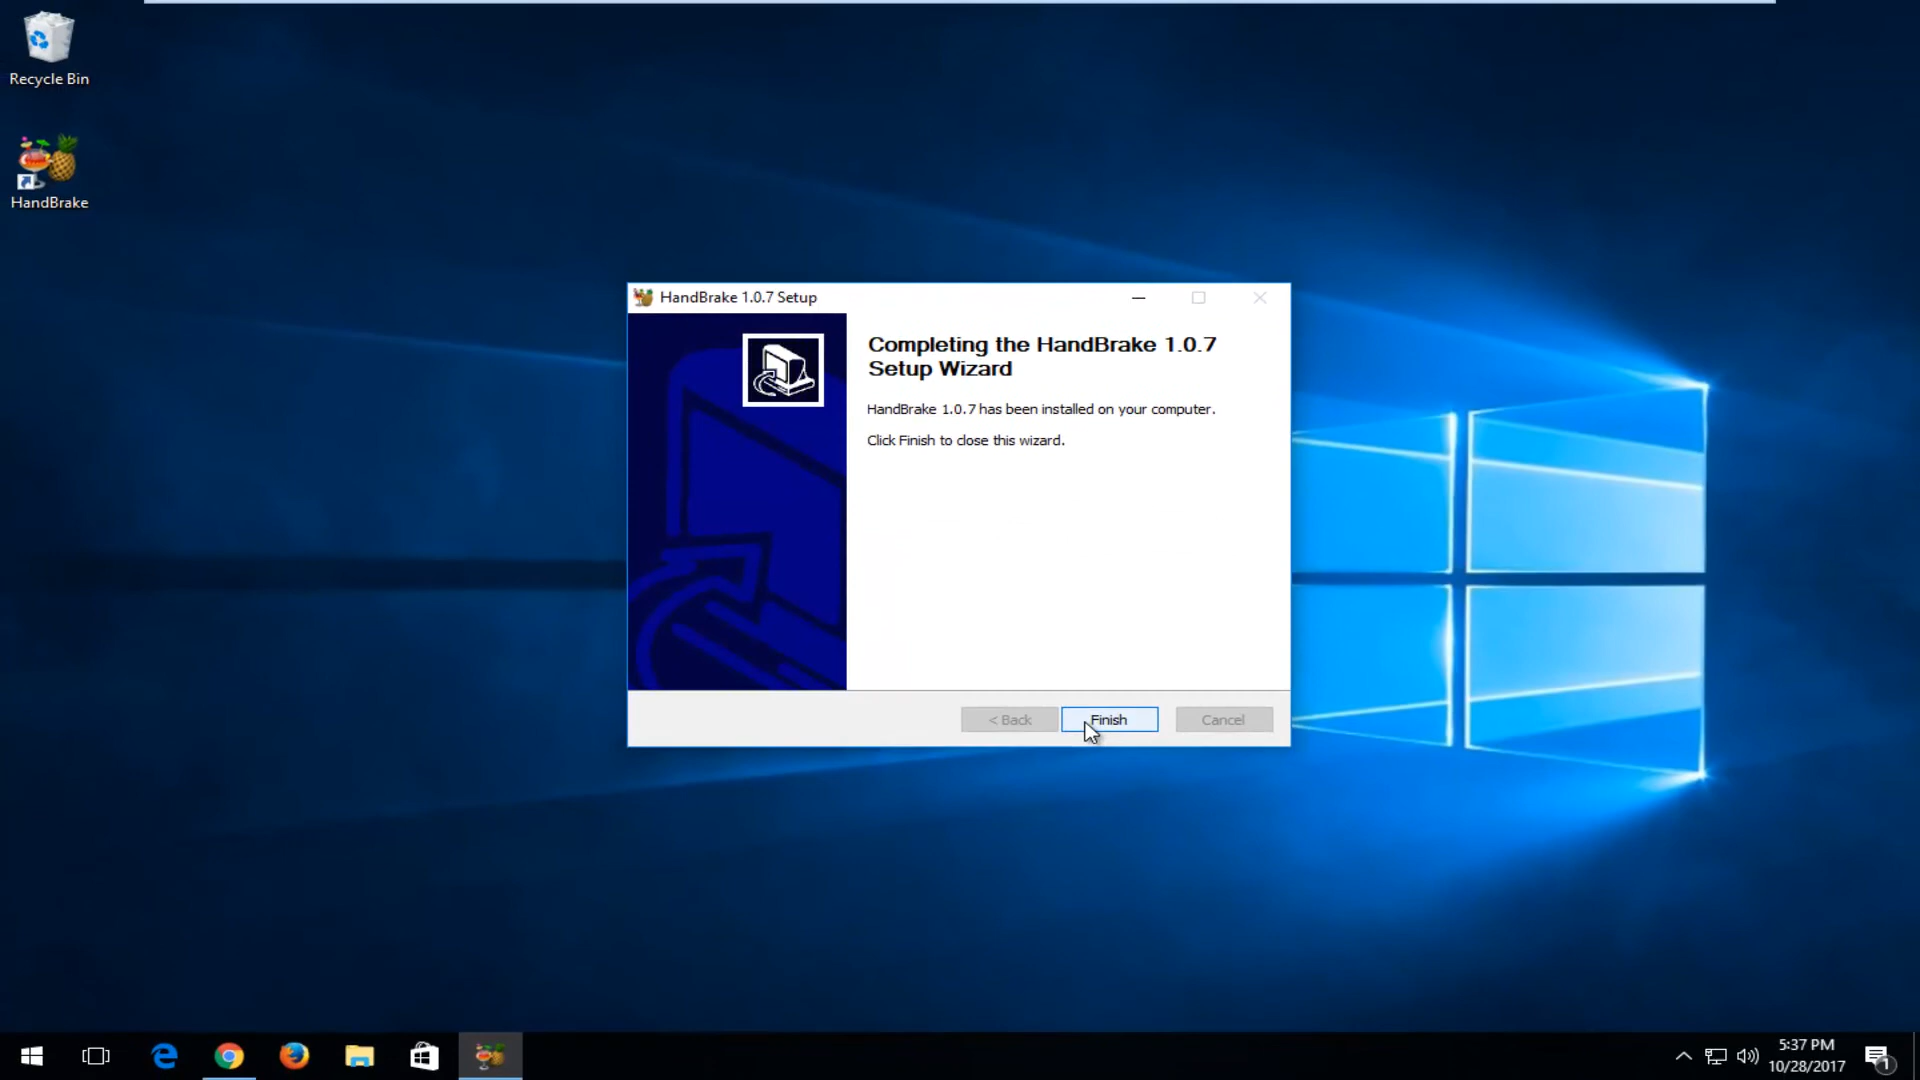 Recycle Bin
HandBrake
HandBrake 1.0.7 Setup
Completing the HandBrake 1.0.7
Setup Wizard
HandBrake 1.0.7 has been installed on your computer.
Click Finish to close this wizard.
< Back
Finish
Cancel
5:37 PM
10/28/2017
1